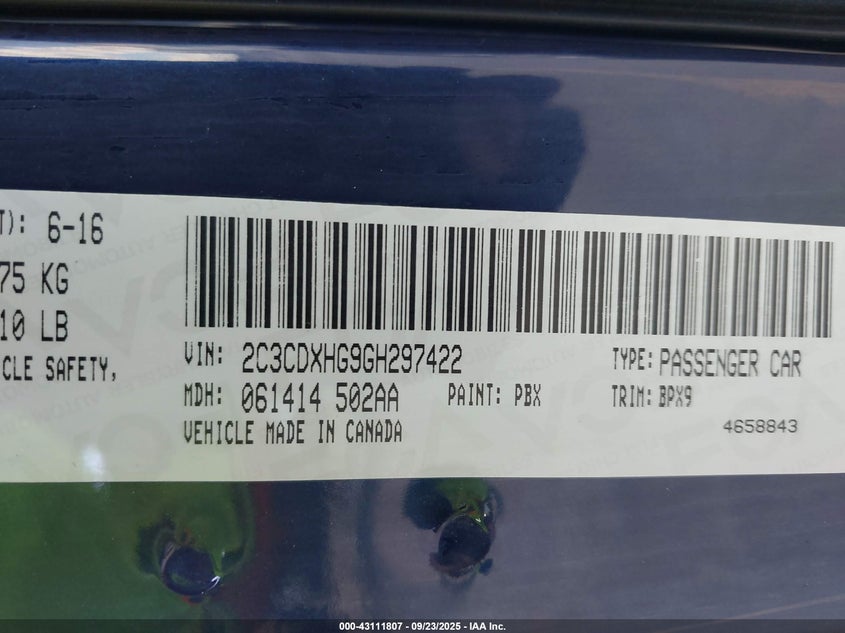 T): 6-16
75 KG
10 LB
CLE SAFETY,
VIN: 2C3CDXHG9GH297422 TYPE: PASSENGER CAR
MDH: 061414 502AA PAINT: PBX TRIM: BPX9
VEHICLE MADE IN CANADA 4658843
000-43111807 - 09/23/2025 - IAA Inc.